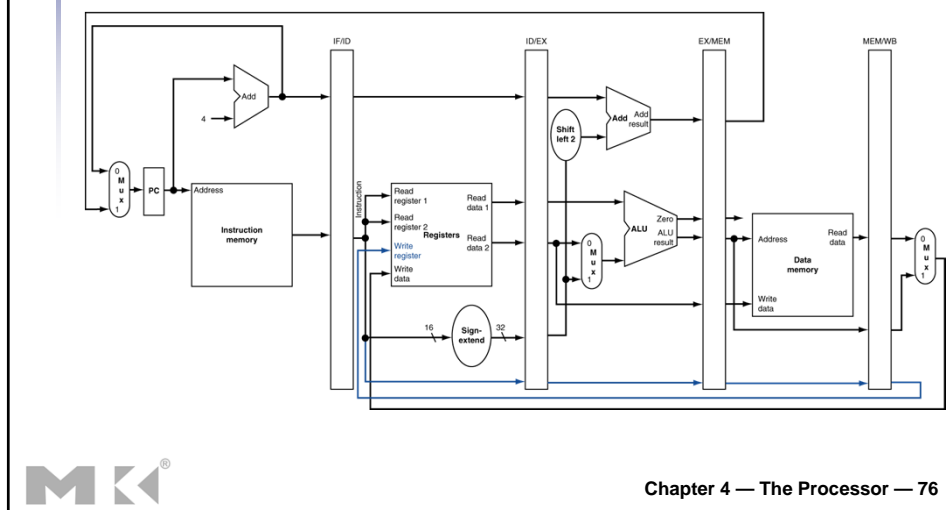 IF/ID
ID/EX
EX/MEM
MEM/WB
Add
4
Shift
left 2
Add
Add
result
0
M
u
x
1
PC
Address
Instruction
memory
Instruction
Read
register 1
Read
register 2
Write
register
Write
data
Registers
Read
data 1
Read
data 2
0
M
u
x
1
Zero
ALU
ALU
result
Address
Read
data
Data
memory
Write
data
0
M
u
x
1
16
Sign-
extend
32
MK®
Chapter 4 — The Processor — 76